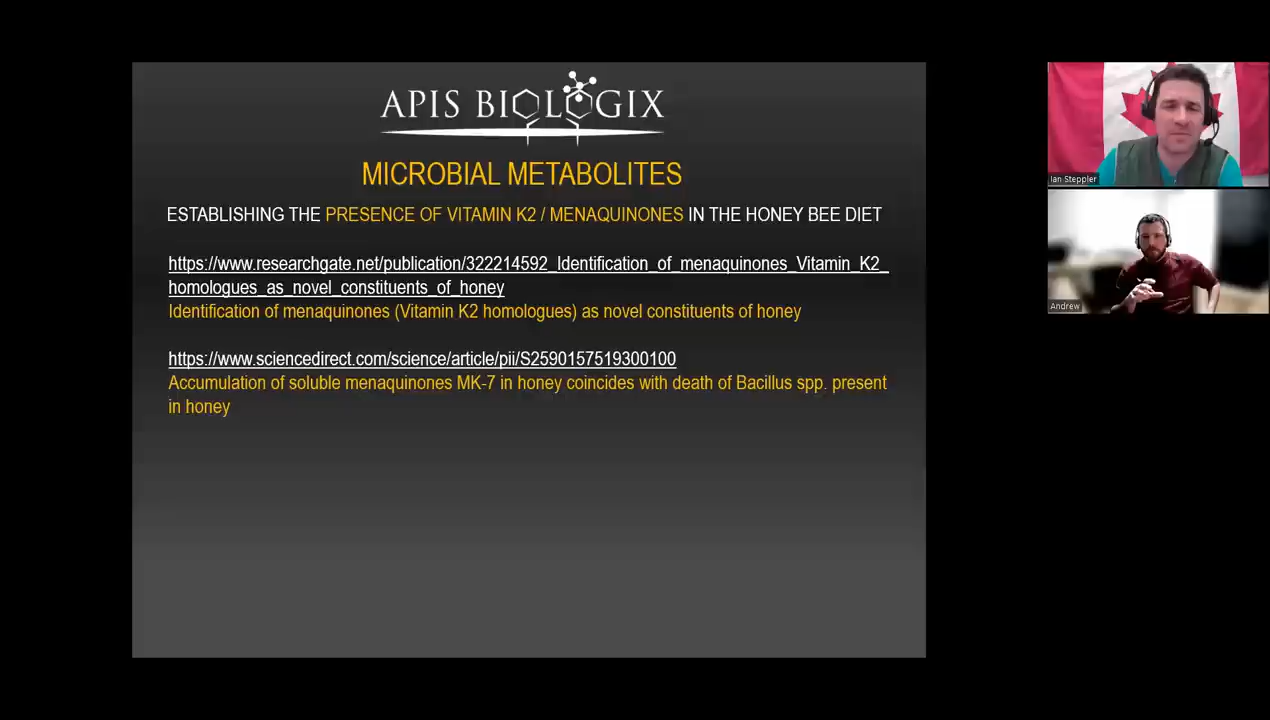 APIS BIOLOGIX
MICROBIAL METABOLITES
ESTABLISHING THE PRESENCE OF VITAMIN K2 / MENAQUINONES IN THE HONEY BEE DIET
https://www.researchgate.net/publication/322214592_Identification_of_menaquinones_Vitamin_K2_
homologues_as_novel_constituents_of_honey
Identification of menaquinones (Vitamin K2 homologues) as novel constituents of honey
https://www.sciencedirect.com/science/article/pii/S2590157519300100
Accumulation of soluble menaquinones MK-7 in honey coincides with death of Bacillus spp. present
in honey
Ian Steppler
Andrew